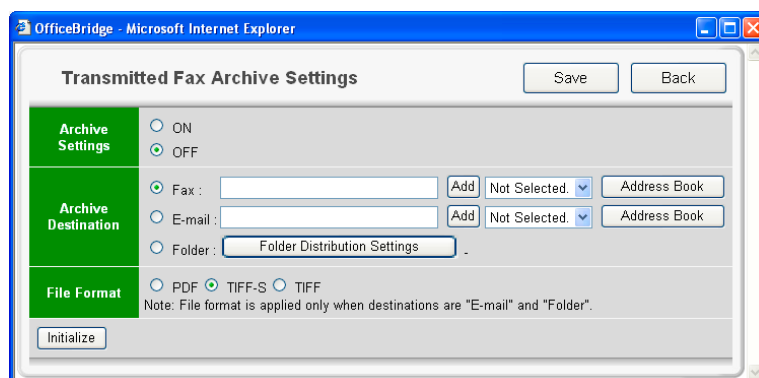 OfficeBridge - Microsoft Internet Explorer
Transmitted Fax Archive Settings Save Back
Archive Settings
ON
OFF
Archive Destination
Fax : Add Not Selected. Address Book
E-mail : Add Not Selected. Address Book
Folder : Folder Distribution Settings -
File Format
PDF TIFF-S TIFF
Note: File format is applied only when destinations are "E-mail" and "Folder".
Initialize